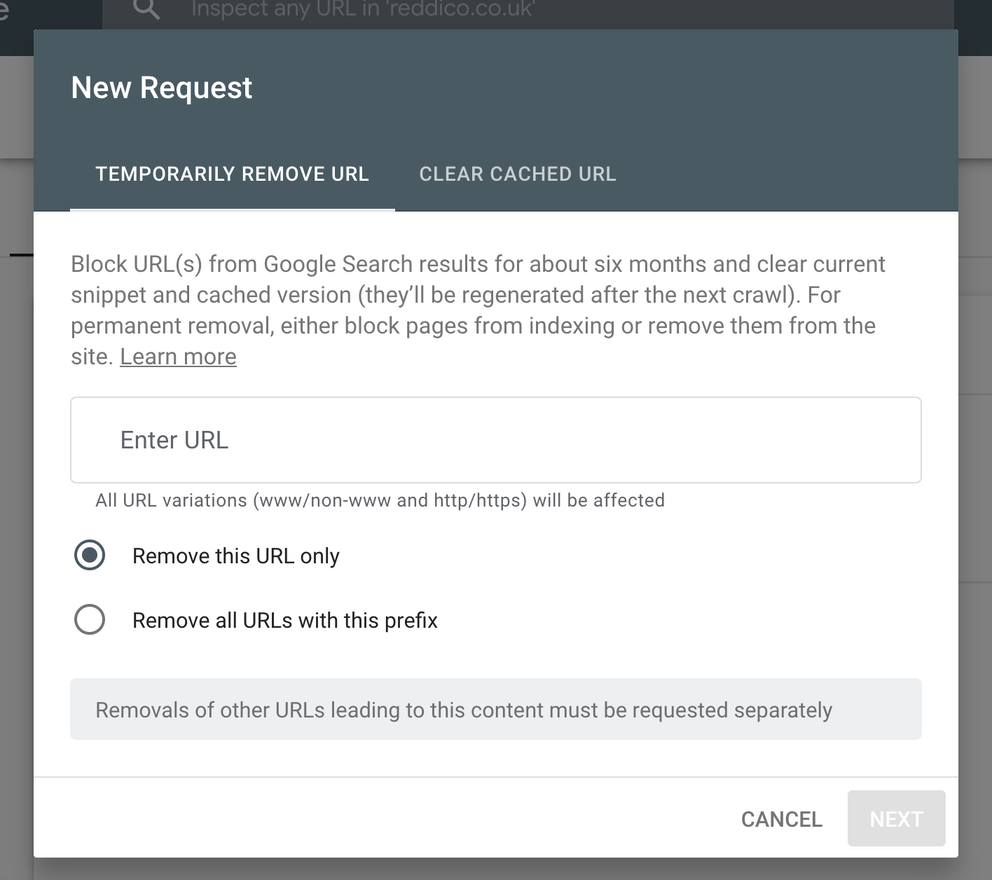 e
Inspect any URL in 'reddico.co.uk'
New Request
TEMPORARILY REMOVE URL
CLEAR CACHED URL
Block URL(s) from Google Search results for about six months and clear current
snippet and cached version (they’ll be regenerated after the next crawl). For
permanent removal, either block pages from indexing or remove them from the
site. Learn more
Enter URL
All URL variations (www/non-www and http/https) will be affected
Remove this URL only
Remove all URLs with this prefix
Removals of other URLs leading to this content must be requested separately
CANCEL
NEXT